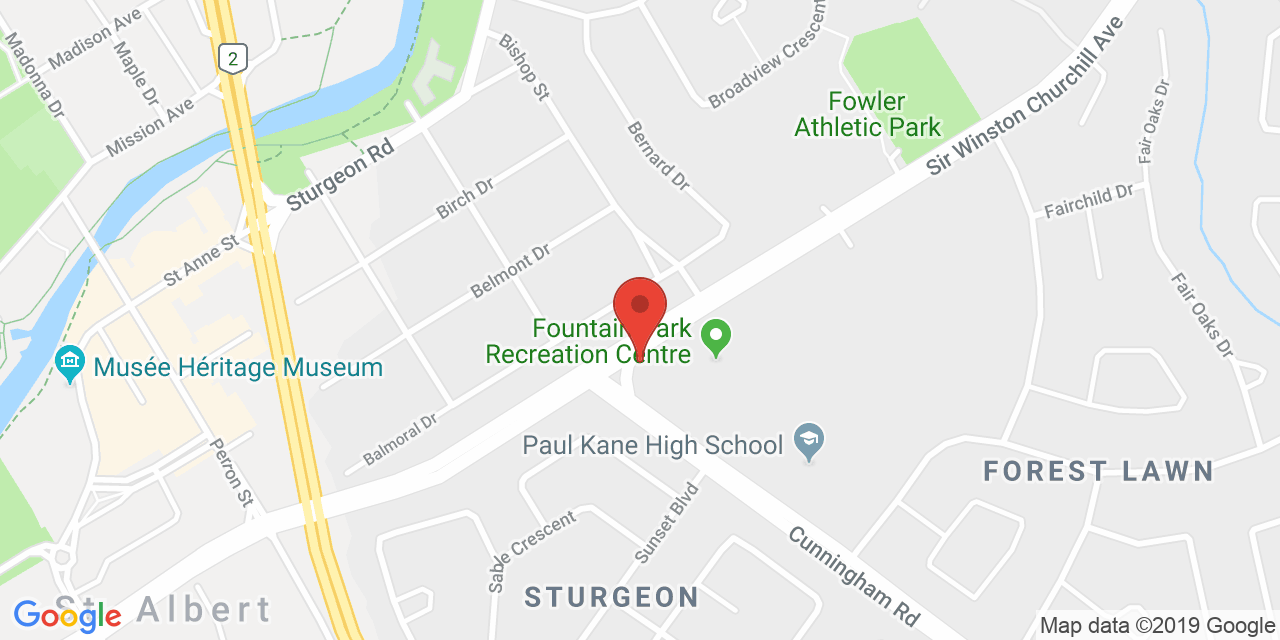 Madison Ave
Madonna Dr
Maple Dr
2
Mission Ave
Bishop St
Broadview Crescent
Fowler
Athletic Park
Sir Winston Churchill Ave
Fair Oaks Dr
Bernard Dr
Sturgeon Rd
Birch Dr
Fairchild Dr
St Anne St
Belmont Dr
Fair Oaks Dr
Fountain Park
Recreation Centre
Musée Héritage Museum
Balmoral Dr
Paul Kane High School
Perron St
FOREST LAWN
Sunset Blvd
Sable Crescent
Cunningham Rd
STURGEON
St. Albert
Google
Map data ©2019 Google